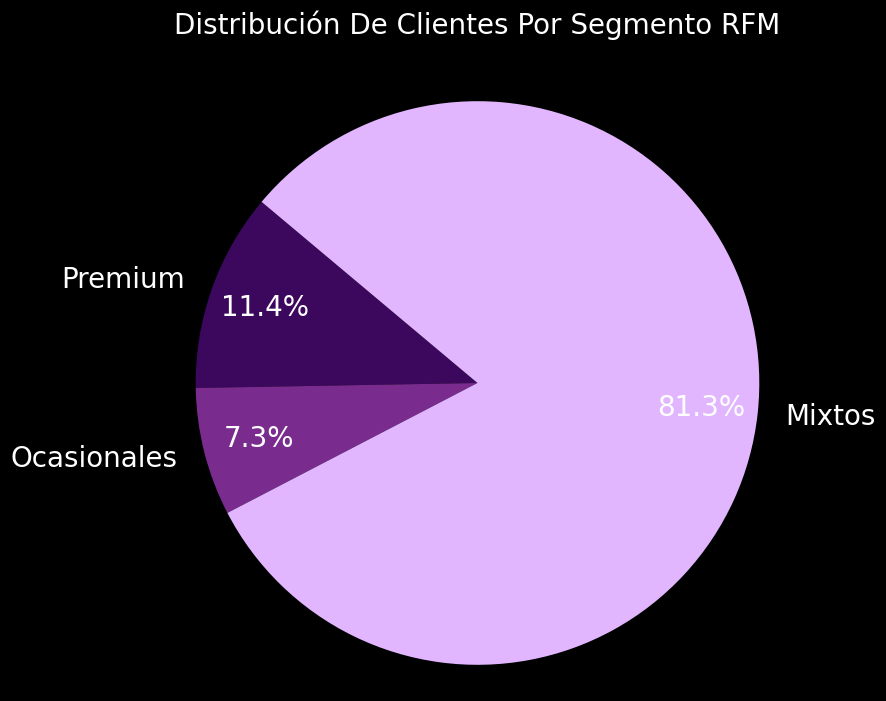 Distribución De Clientes Por Segmento RFM
Premium
11.4%
81.3%
Mixtos
7.3%
Ocasionales